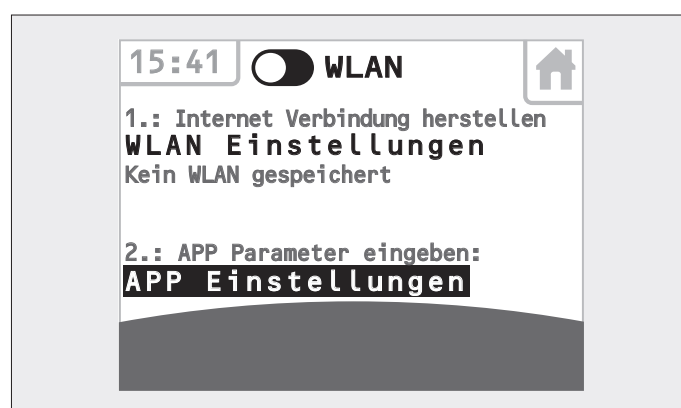 15:41 WLAN
1.: Internet Verbindung herstellen
WLAN Einstellungen
Kein WLAN gespeichert
2.: APP Parameter eingeben:
APP Einstellungen